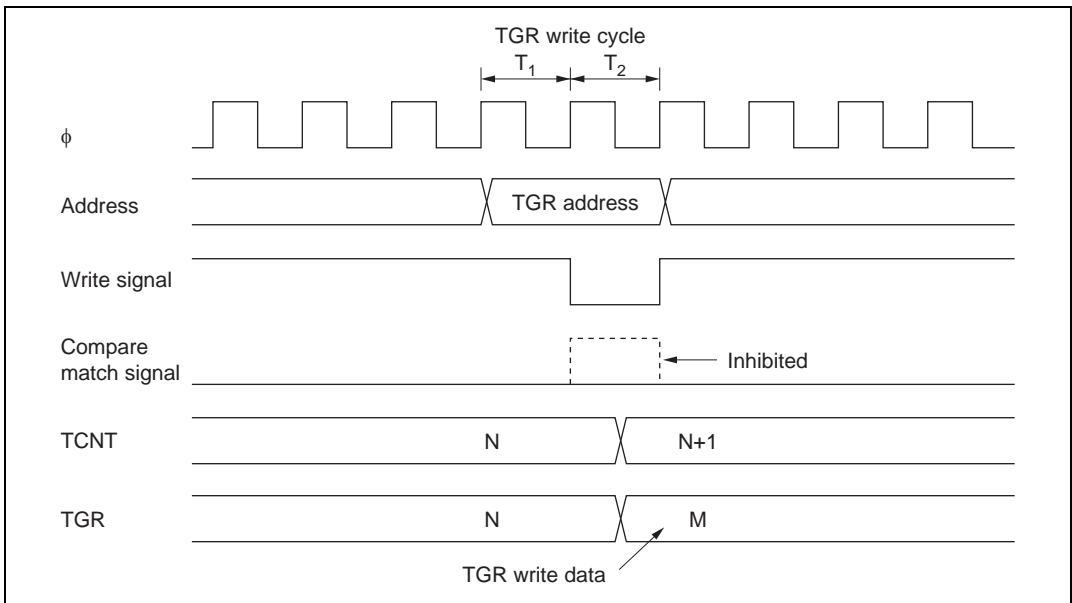 TGR write cycle
T1 T2
ϕ
Address
TGR address
Write signal
Compare
match signal
Inhibited
TCNT
N
N+1
TGR
N
M
TGR write data